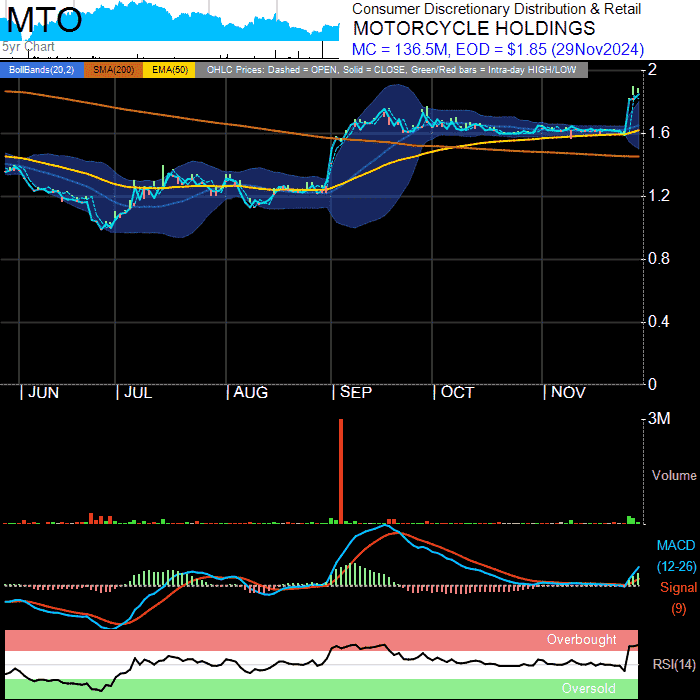 MTO
5yr Chart
Consumer Discretionary Distribution & Retail
MOTORCYCLE HOLDINGS
MC = 136.5M, EOD = $1.85 (29Nov2024)
BollBands(20,2) SMA(200) EMA(50) OHLC Prices: Dashed = OPEN, Solid = CLOSE, Green/Red bars = Intra-day HIGH/LOW
2
1.6
1.2
0.8
0.4
0
JUN JUL AUG SEP OCT NOV
3M
Volume
MACD
(12-26)
Signal
(9)
Overbought
RSI(14)
Oversold